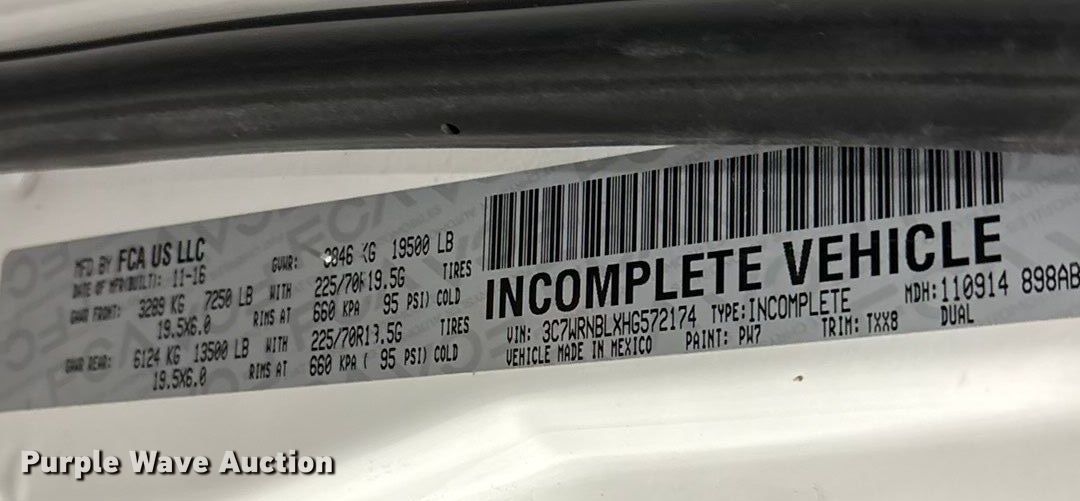 MFD BY FCA US LLC
DATE OF MFR(BUILT): 11-16 GVWR: 8846 KG 19500 LB
GAWR FRONT: 3289 KG 7250 LB WITH 225/70R19.5G TIRES
19.5X6.0 RIMS AT 660 KPA ( 95 PSI) COLD
GAWR REAR: 6124 KG 13500 LB WITH 225/70R19.5G TIRES
19.5X6.0 RIMS AT 660 KPA ( 95 PSI) COLD
INCOMPLETE VEHICLE
VIN: 3C7WRNBLXHG572174 TYPE:INCOMPLETE MDH:110914 898AB
VEHICLE MADE IN MEXICO PAINT: PW7 TRIM: TXX8 DUAL
Purple Wave Auction